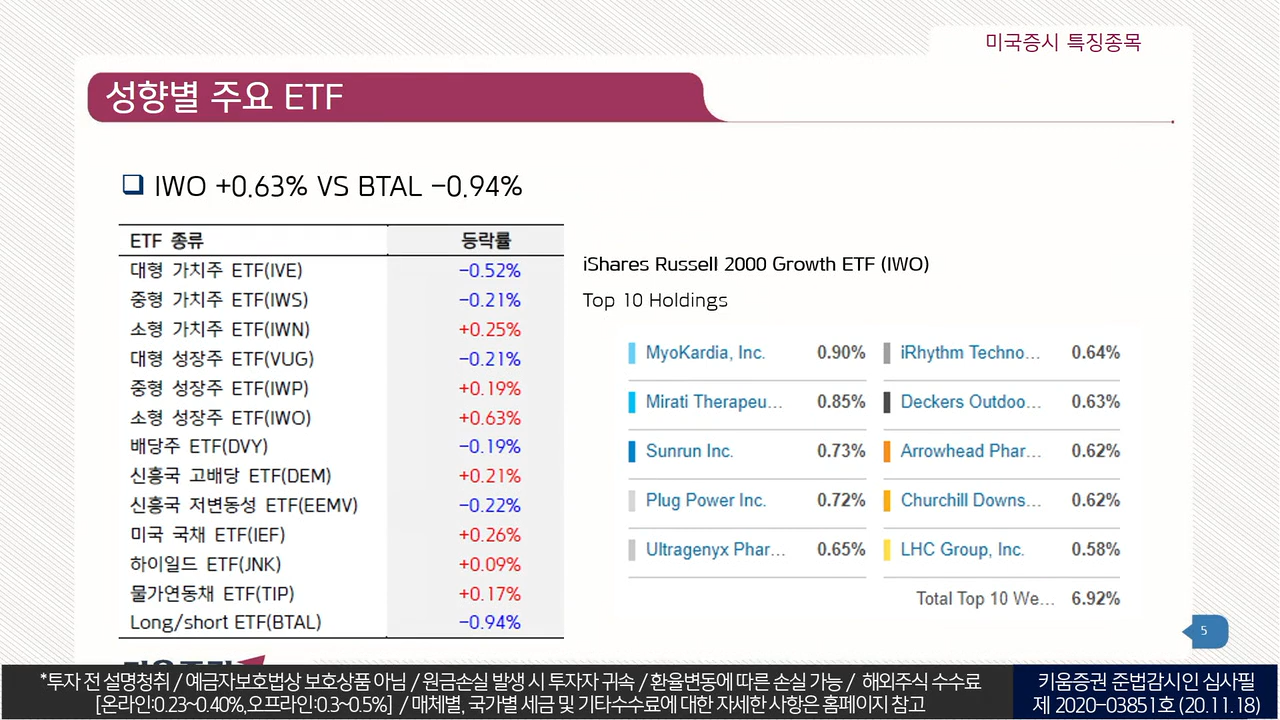 미국증시 특징종목
성향별 주요 ETF
IWO +0.63% VS BTAL -0.94%
ETF 종류 등락률
대형 가치주 ETF(IVE) -0.52%
중형 가치주 ETF(IWS) -0.21%
소형 가치주 ETF(IWN) +0.25%
대형 성장주 ETF(VUG) -0.21%
중형 성장주 ETF(IWP) +0.19%
소형 성장주 ETF(IWO) +0.63%
배당주 ETF(DVY) -0.19%
신흥국 고배당 ETF(DEM) +0.21%
신흥국 저변동성 ETF(EEMV) -0.22%
미국 국채 ETF(IEF) +0.26%
하이일드 ETF(JNK) +0.09%
물가연동채 ETF(TIP) +0.17%
Long/short ETF(BTAL) -0.94%
iShares Russell 2000 Growth ETF (IWO)
Top 10 Holdings
MyoKardia, Inc. 0.90% iRhythm Techno... 0.64%
Mirati Therapeu... 0.85% Deckers Outdoo... 0.63%
Sunrun Inc. 0.73% Arrowhead Phar... 0.62%
Plug Power Inc. 0.72% Churchill Downs... 0.62%
Ultragenyx Phar... 0.65% LHC Group, Inc. 0.58%
Total Top 10 We... 6.92%
5
*투자 전 설명청취 / 예금자보호법상 보호상품 아님 / 원금손실 발생 시 투자자 귀속 / 환율변동에 따른 손실 가능 / 해외주식 수수료
[온라인:0.23~0.40%,오프라인:0.3~0.5%] / 매체별, 국가별 세금 및 기타수수료에 대한 자세한 사항은 홈페이지 참고
키움증권 준법감시인 심사필
제 2020-03851호 (20.11.18)